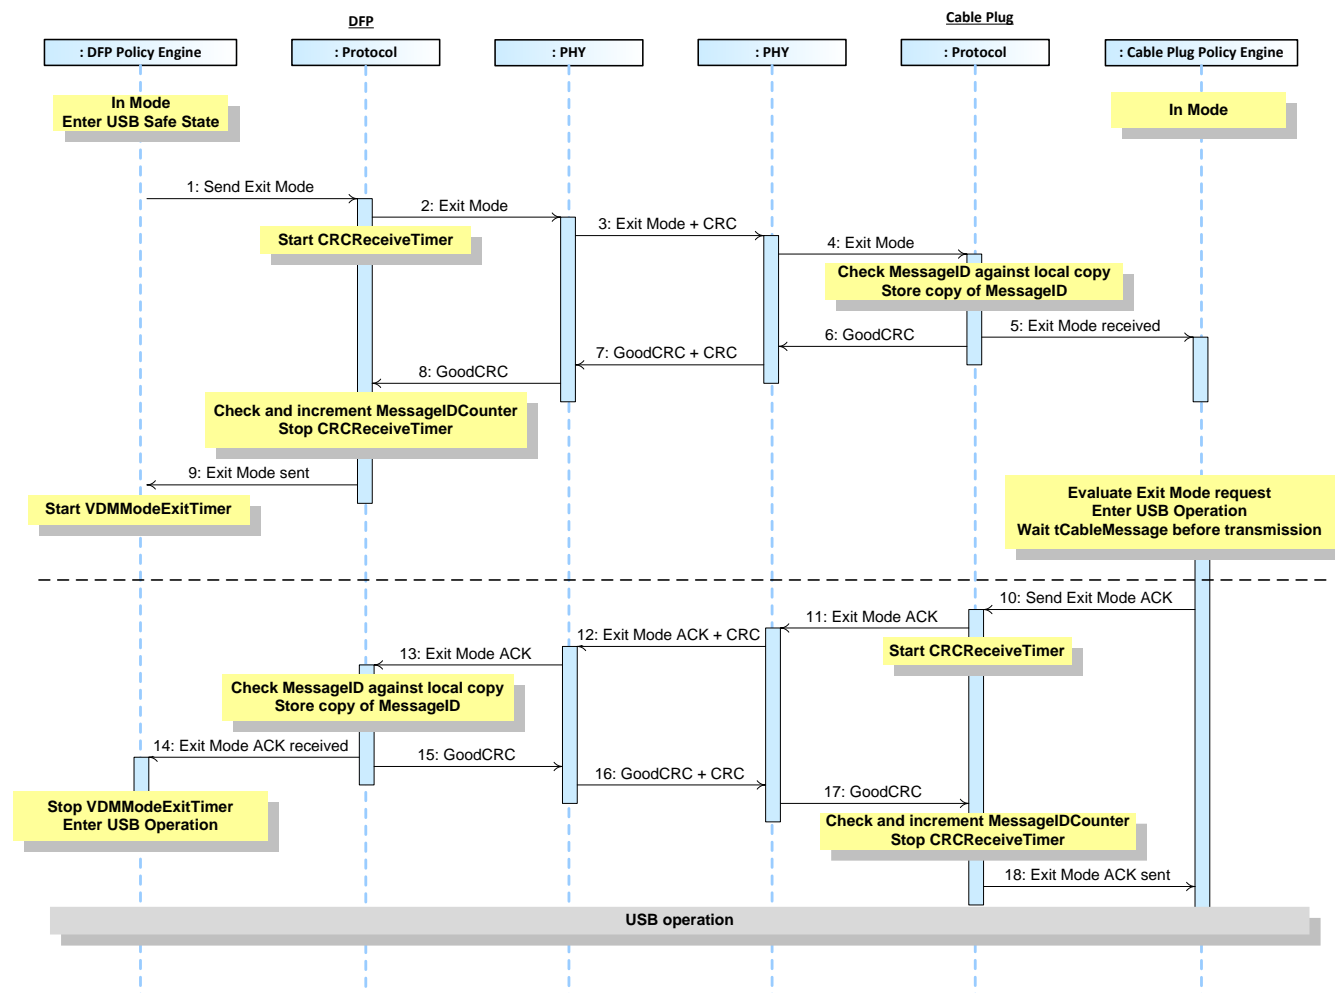 DFP
Cable Plug
: DFP Policy Engine
: Protocol
: PHY
: PHY
: Protocol
: Cable Plug Policy Engine
In Mode
Enter USB Safe State
In Mode
1: Send Exit Mode
2: Exit Mode
3: Exit Mode + CRC
Start CRCReceiveTimer
4: Exit Mode
Check MessageID against local copy
Store copy of MessageID
5: Exit Mode received
6: GoodCRC
7: GoodCRC + CRC
8: GoodCRC
Check and increment MessageIDCounter
Stop CRCReceiveTimer
9: Exit Mode sent
Start VDMModeExitTimer
Evaluate Exit Mode request
Enter USB Operation
Wait tCableMessage before transmission
10: Send Exit Mode ACK
11: Exit Mode ACK
12: Exit Mode ACK + CRC
Start CRCReceiveTimer
13: Exit Mode ACK
Check MessageID against local copy
Store copy of MessageID
14: Exit Mode ACK received
15: GoodCRC
16: GoodCRC + CRC
17: GoodCRC
Stop VDMModeExitTimer
Enter USB Operation
Check and increment MessageIDCounter
Stop CRCReceiveTimer
18: Exit Mode ACK sent
USB operation